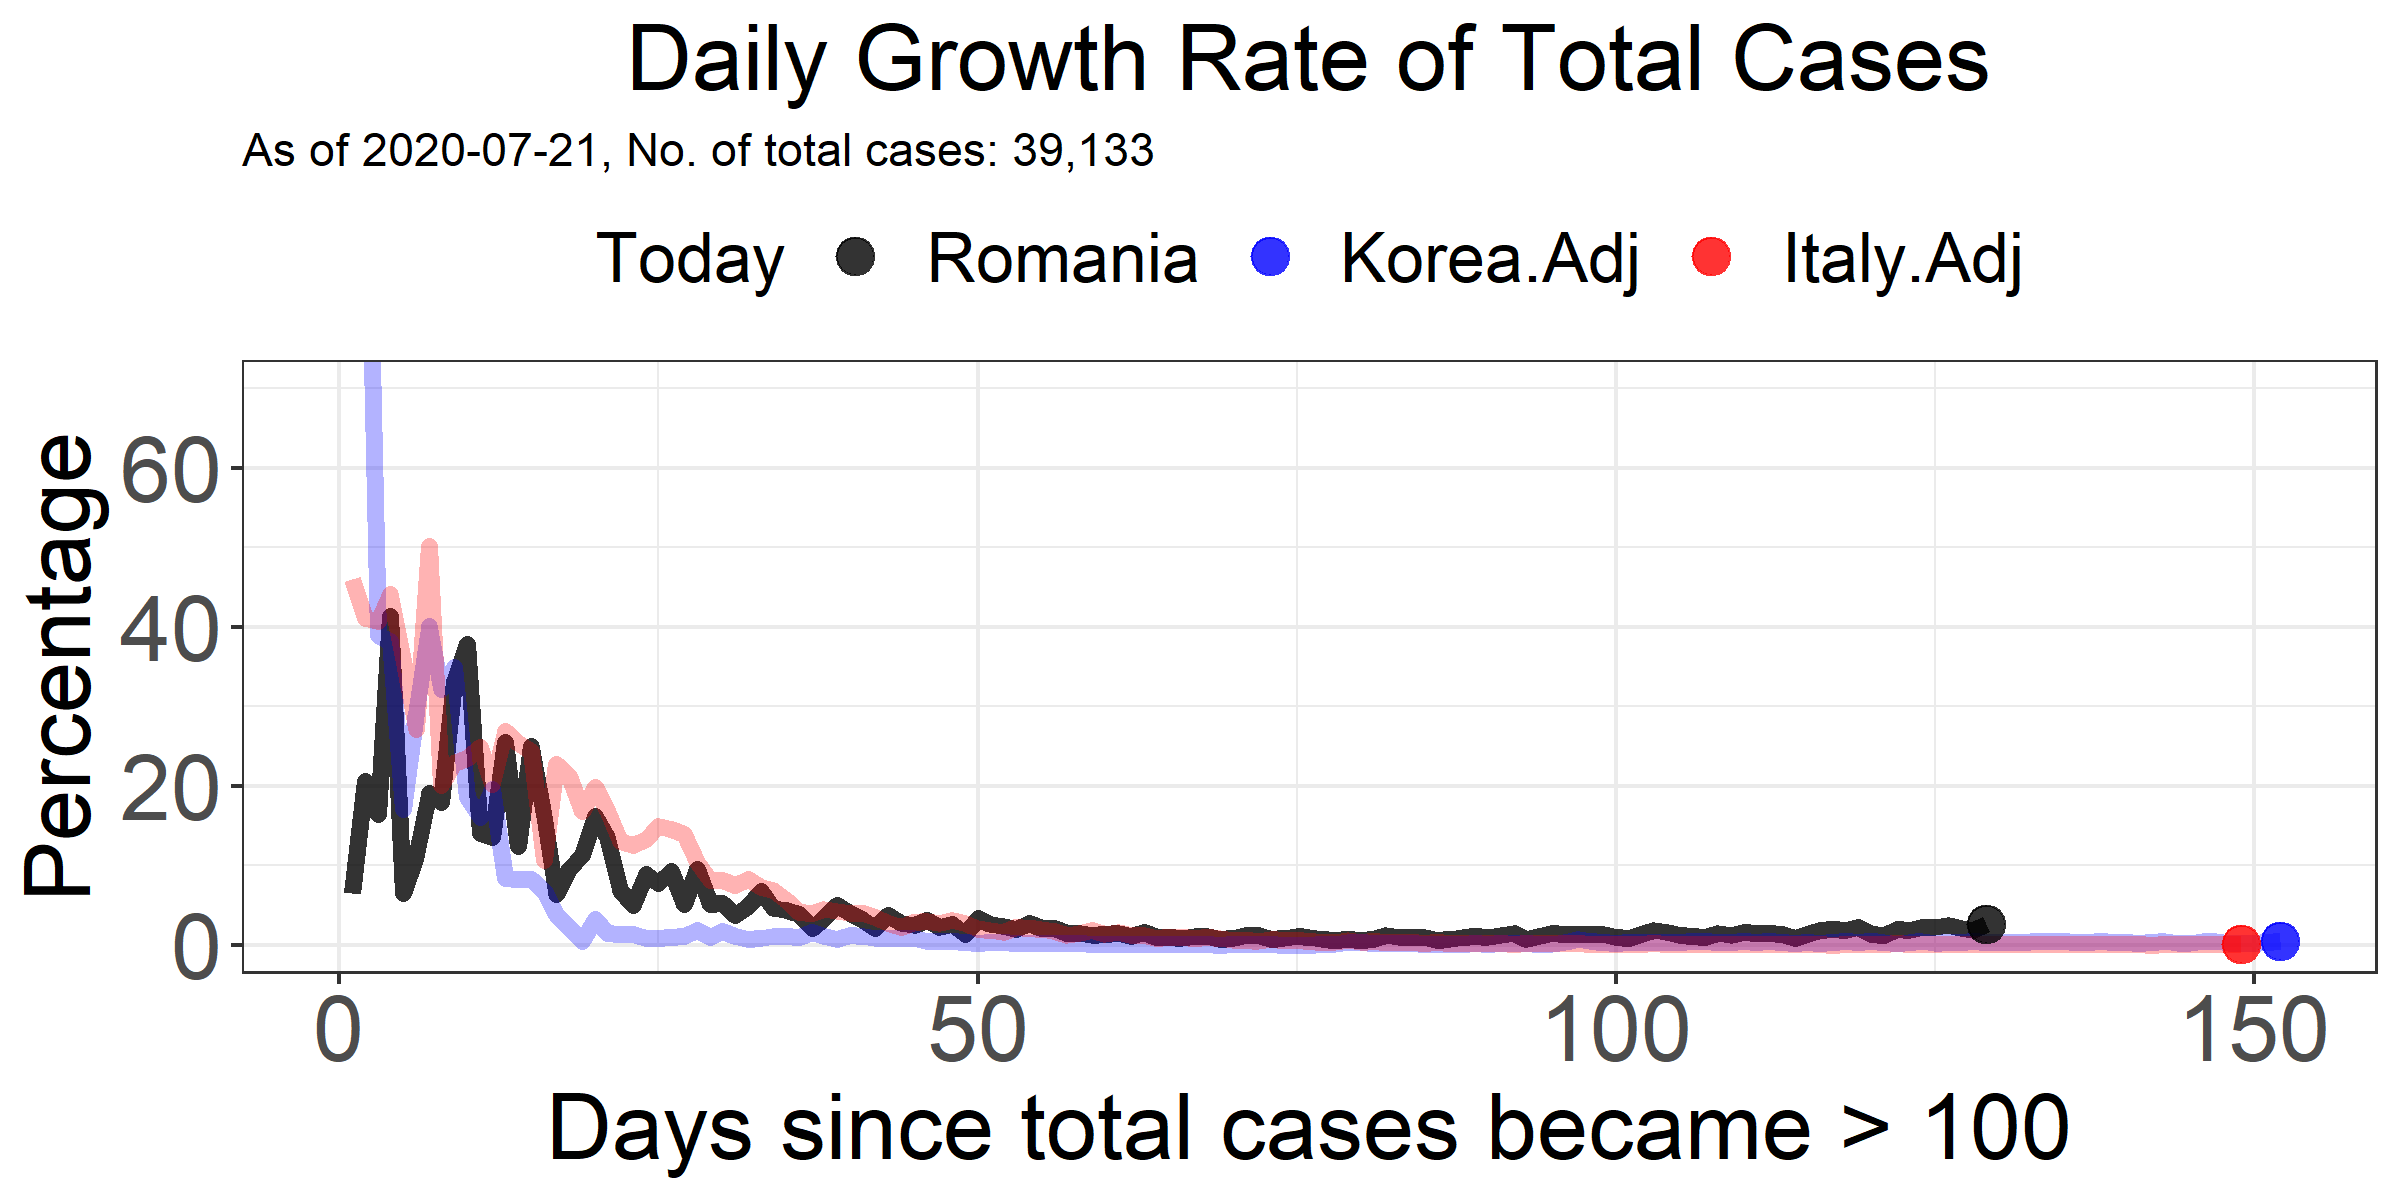 Daily Growth Rate of Total Cases
As of 2020-07-21, No. of total cases: 39,133
Today Romania Korea.Adj Italy.Adj
Percentage
60
40
20
0
0 50 100 150
Days since total cases became > 100